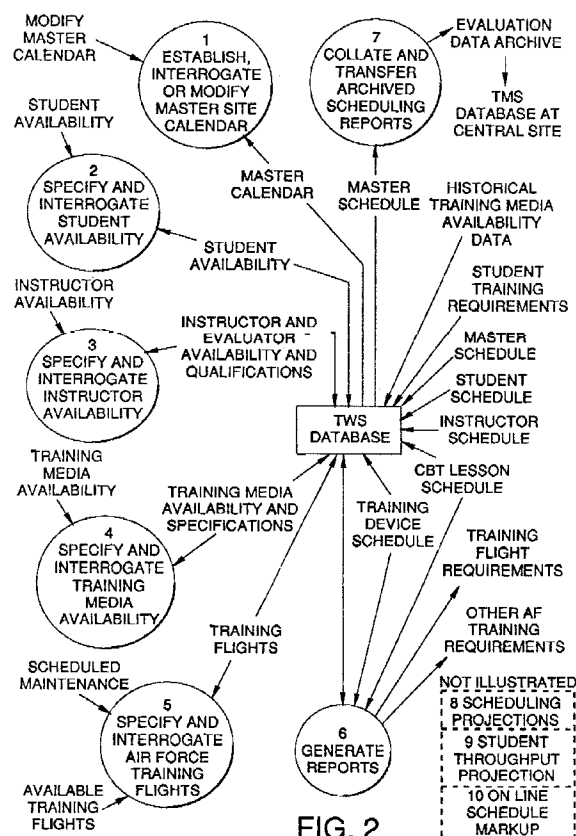 MODIFY
MASTER
CALENDAR
1
ESTABLISH,
INTERROGATE
OR MODIFY
MASTER SITE
CALENDAR
7
COLLATE AND
TRANSFER
ARCHIVED
SCHEDULING
REPORTS
EVALUATION
DATA ARCHIVE
TMS
DATABASE AT
CENTRAL SITE
STUDENT
AVAILABILITY
2
SPECIFY AND
INTERROGATE
STUDENT
AVAILABILITY
MASTER
CALENDAR
MASTER
SCHEDULE
HISTORICAL
TRAINING MEDIA
AVAILABILITY
DATA
STUDENT
AVAILABILITY
STUDENT
TRAINING
REQUIREMENTS
INSTRUCTOR
AVAILABILITY
3
SPECIFY AND
INTERROGATE
INSTRUCTOR
AVAILABILITY
INSTRUCTOR AND
EVALUATOR
AVAILABILITY AND
QUALIFICATIONS
MASTER
SCHEDULE
STUDENT
SCHEDULE
INSTRUCTOR
SCHEDULE
TWS
DATABASE
CBT LESSON
SCHEDULE
TRAINING
MEDIA
AVAILABILITY
4
SPECIFY AND
INTERROGATE
TRAINING
MEDIA
AVAILABILITY
TRAINING MEDIA
AVAILABILITY AND
SPECIFICATIONS
TRAINING
DEVICE
SCHEDULE
TRAINING
FLIGHT
REQUIREMENTS
OTHER AF
TRAINING
REQUIREMENTS
TRAINING
FLIGHTS
SCHEDULED
MAINTENANCE
5
SPECIFY AND
INTERROGATE
AIR FORCE
TRAINING
FLIGHTS
AVAILABLE
TRAINING
FLIGHTS
6
GENERATE
REPORTS
NOT ILLUSTRATED
8 SCHEDULING
PROJECTIONS
9 STUDENT
THROUGHPUT
PROJECTION
10 ON LINE
SCHEDULE
MARKUP
FIG. 2